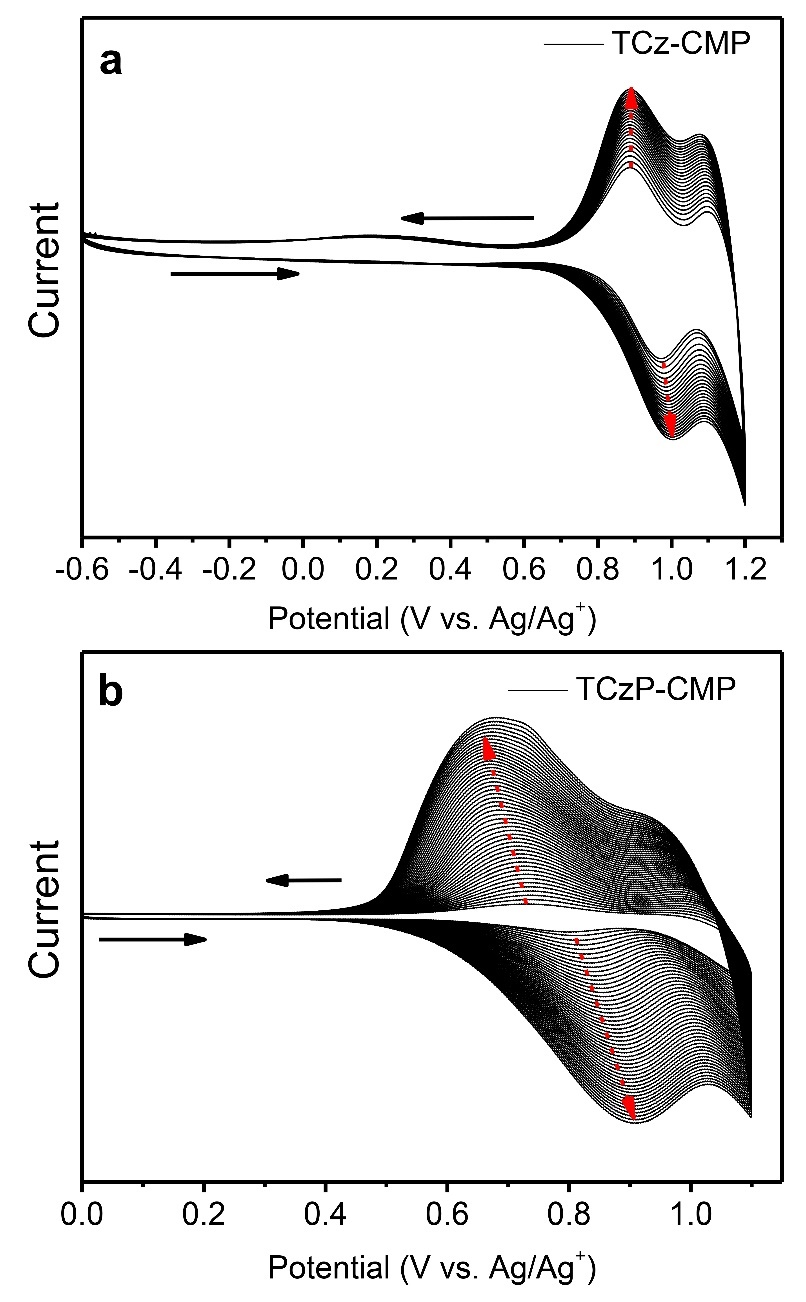 a
TCz-CMP
Current
-0.6 -0.4 -0.2 0.0 0.2 0.4 0.6 0.8 1.0 1.2
Potential (V vs. Ag/Ag⁺)
b
TCzP-CMP
Current
0.0 0.2 0.4 0.6 0.8 1.0
Potential (V vs. Ag/Ag⁺)